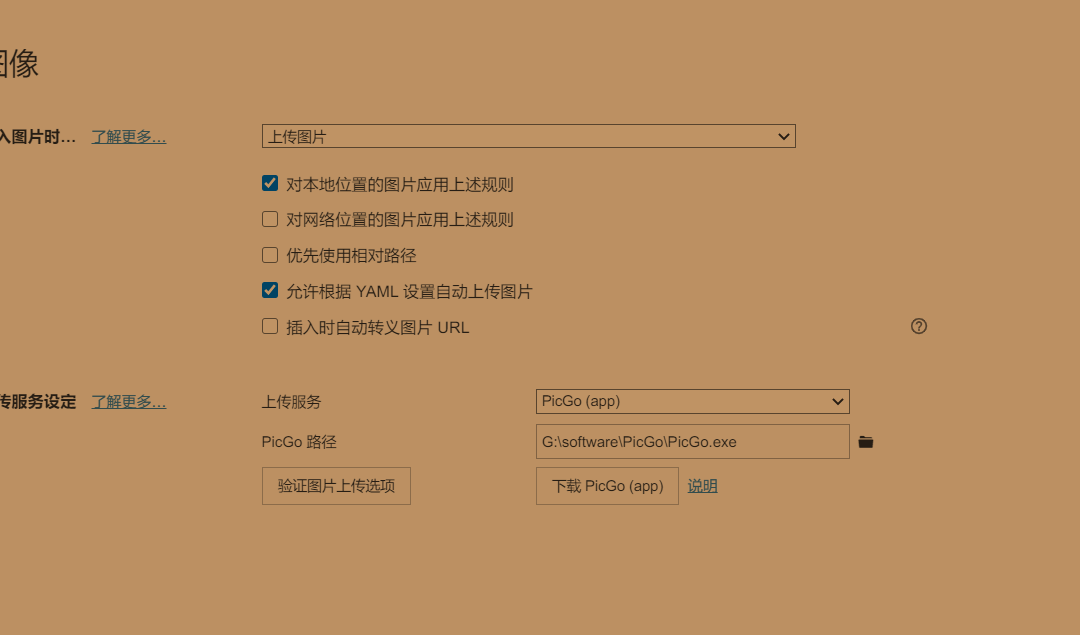 图像
入图片时... 了解更多... 上传图片
对本地位置的图片应用上述规则
对网络位置的图片应用上述规则
优先使用相对路径
允许根据 YAML 设置自动上传图片
插入时自动转义图片 URL
传服务设定 了解更多... 上传服务 PicGo (app)
PicGo 路径 G:\software\PicGo\PicGo.exe
验证图片上传选项 下载 PicGo (app) 说明